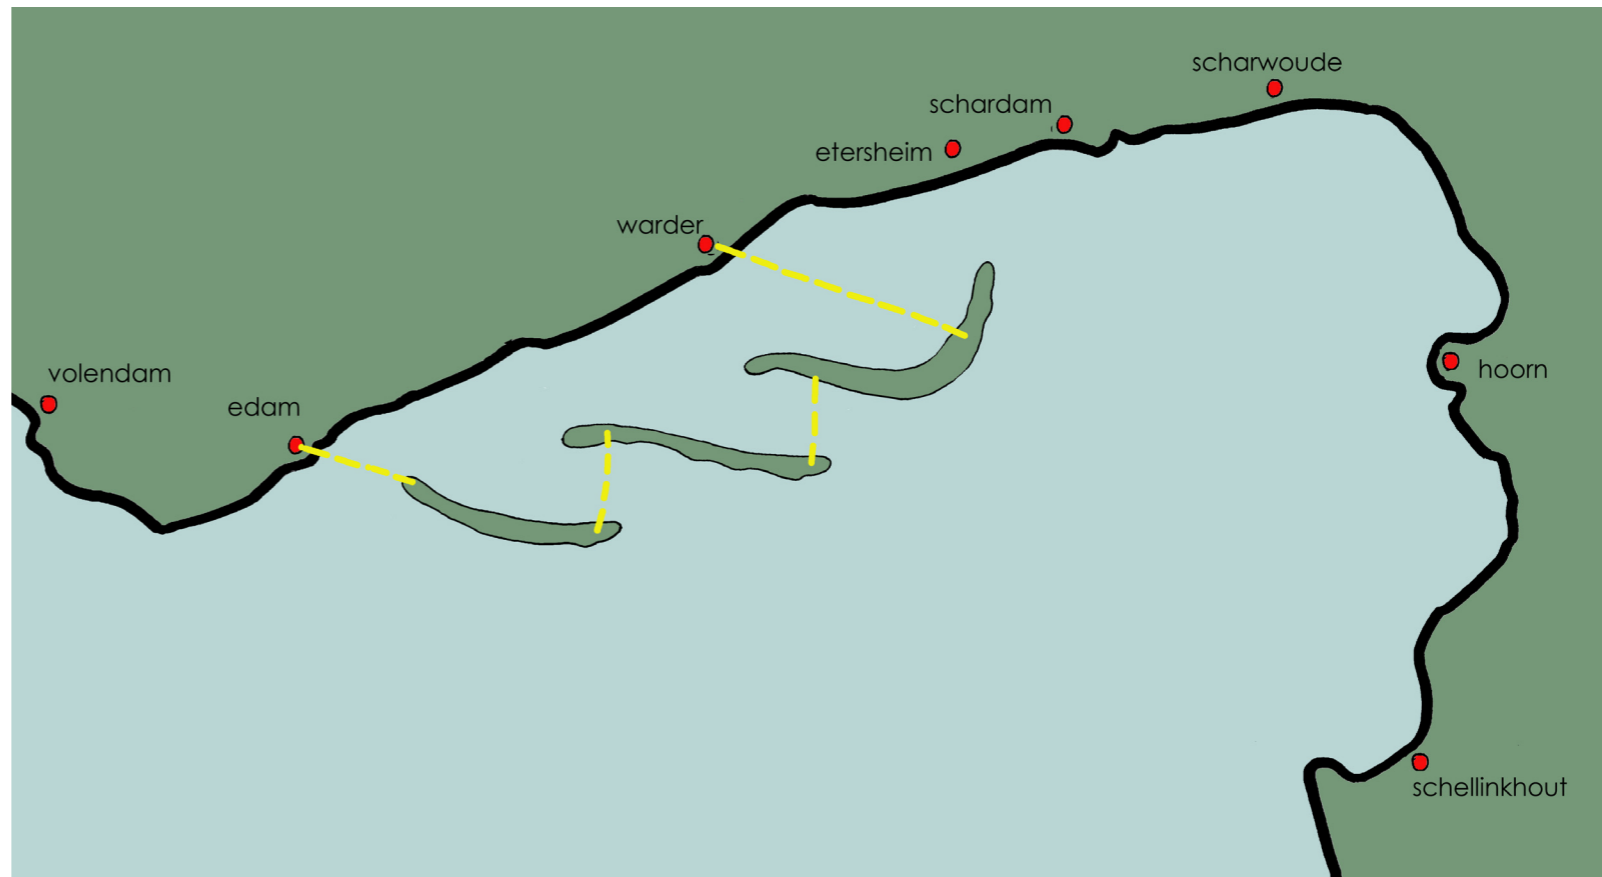 scharwoude
schardam
etersheim
warder
volendam
hoorn
edam
schellinkhout